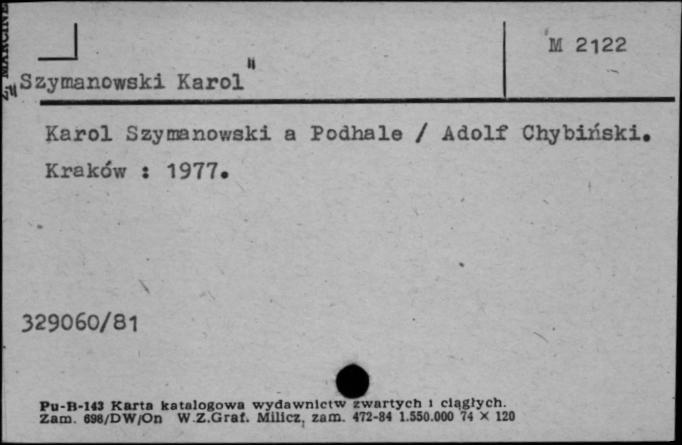 M 2122
"Szymanowski Karol"
Karol Szymanowski a Podhale / Adolf Chybiński.
Kraków : 1977.
329060/81
Pu-B-143 Karta katalogowa wydawnictw zwartych i ciągłych.
Zam. 698/DW/On W.Z.Graf. Milicz, zam. 472-84 1.550.000 74 × 120